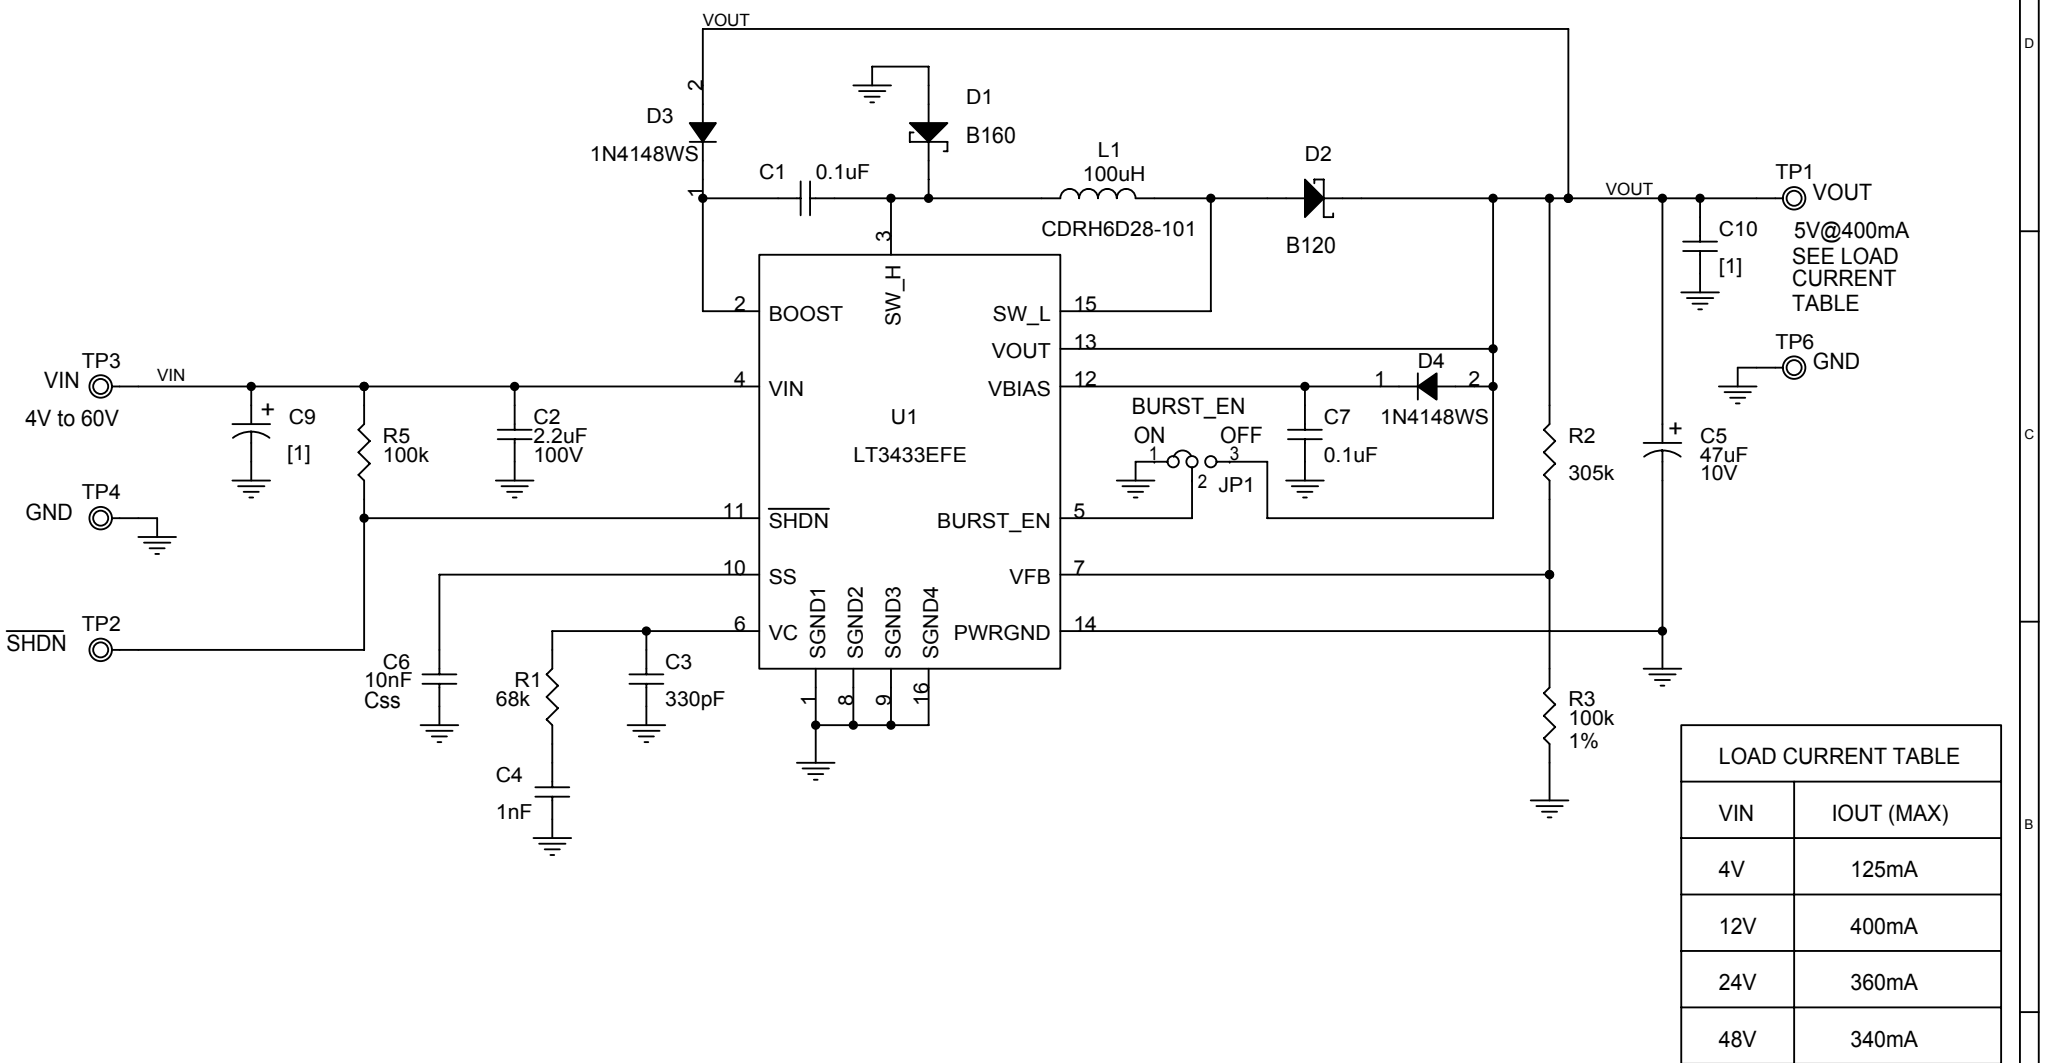 VOUT
D
2
D3
1N4148WS
1
D1
B160
C1
0.1uF
L1
100uH
CDRH6D28-101
D2
B120
VOUT
TP1
VOUT
5V@400mA
SEE LOAD
CURRENT
TABLE
C10
[1]
TP6
GND
3
SW_H
2
BOOST
SW_L
15
VOUT
13
VBIAS
12
1
D4
2
1N4148WS
TP3
VIN
VIN
4V to 60V
4
VIN
C9
+
[1]
R5
100k
C2
2.2uF
100V
U1
LT3433EFE
BURST_EN
ON
OFF
1
3
2
JP1
C7
0.1uF
R2
305k
+
C5
47uF
10V
C
TP4
GND
11
SHDN
BURST_EN
5
10
SS
VFB
7
TP2
SHDN
6
VC
SGND1
SGND2
SGND3
SGND4
PWRGND
14
C6
10nF
Css
R1
68k
C3
330pF
1
8
9
16
R3
100k
1%
C4
1nF
LOAD CURRENT TABLE
VIN
IOUT (MAX)
B
4V
125mA
12V
400mA
24V
360mA
48V
340mA